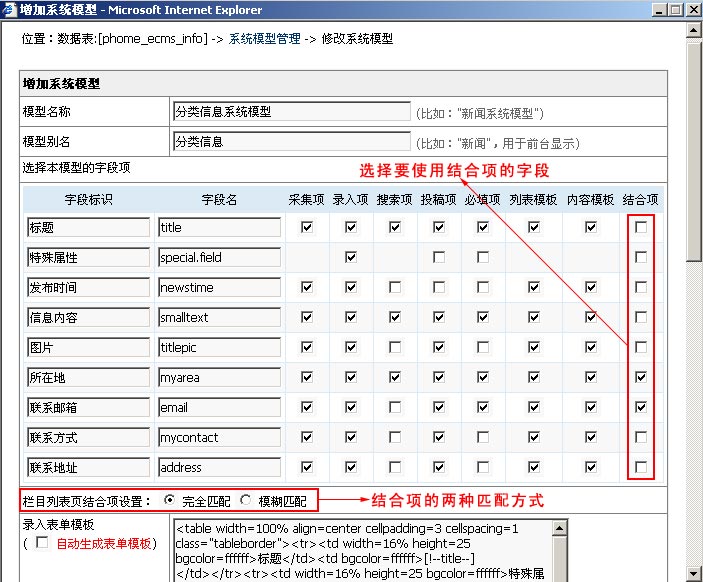 增加系统模型 - Microsoft Internet Explorer
位置：数据表:[phome_ecms_info] -> 系统模型管理 -> 修改系统模型
增加系统模型
模型名称 分类信息系统模型 (比如："新闻系统模型")
模型别名 分类信息 (比如："新闻"，用于前台显示)
选择本模型的字段项
选择要使用结合项的字段
字段标识 字段名 采集项 录入项 搜索项 投稿项 必填项 列表模板 内容模板 结合项
标题 title
特殊属性 special.field
发布时间 newstime
信息内容 smalltext
图片 titlepic
所在地 myarea
联系邮箱 email
联系方式 mycontact
联系地址 address
栏目列表页结合项设置： 完全匹配 模糊匹配
结合项的两种匹配方式
录入表单模板
( 自动生成表单模板)
<table width=100% align=center cellpadding=3 cellspacing=1
class="tableborder"><tr><td width=16% height=25
bgcolor=ffffff>标题</td><td bgcolor=ffffff>[!--title--]
</td></tr><tr><td width=16% height=25 bgcolor=ffffff>特殊属